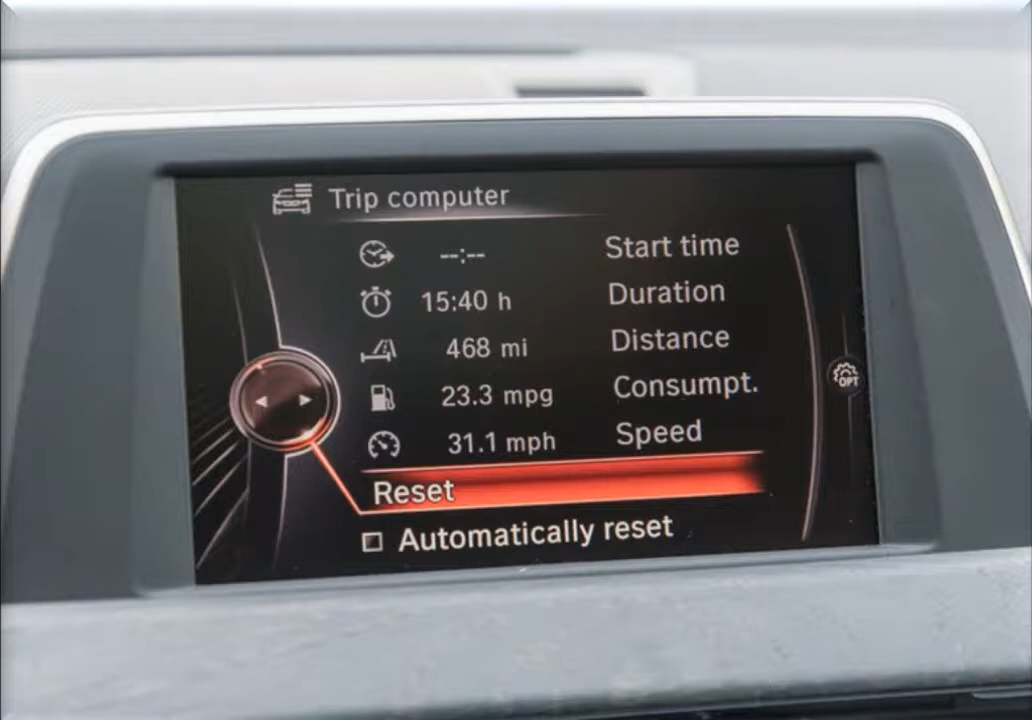 Trip computer
--:-- Start time
15:40 h Duration
468 mi Distance
23.3 mpg Consumpt.
31.1 mph Speed
OPT
Reset
Automatically reset